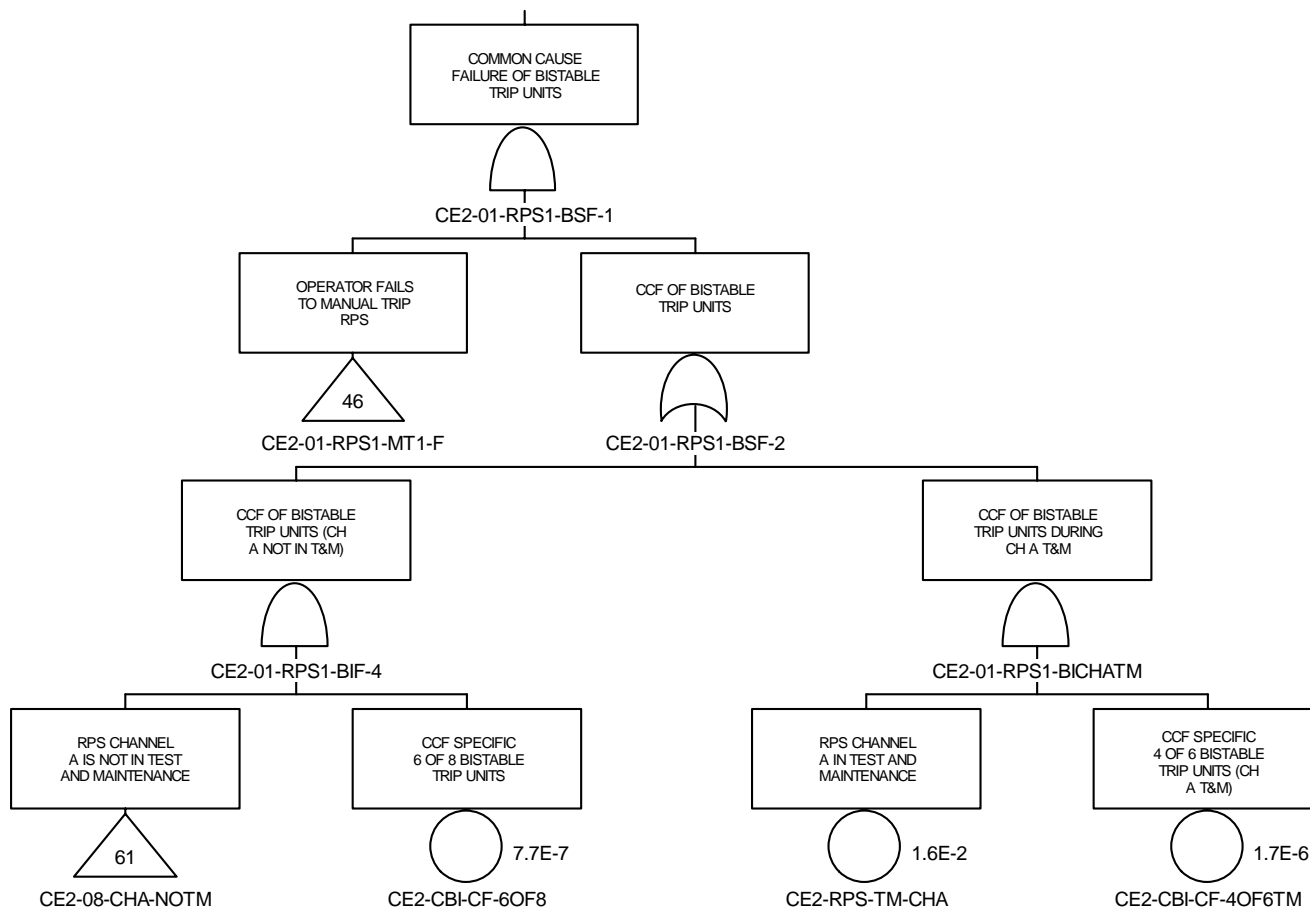 COMMON CAUSE
FAILURE OF BISTABLE
TRIP UNITS
CE2-01-RPS1-BSF-1
OPERATOR FAILS
TO MANUAL TRIP
RPS
46
CE2-01-RPS1-MT1-F
CCF OF BISTABLE
TRIP UNITS
CE2-01-RPS1-BSF-2
CCF OF BISTABLE
TRIP UNITS (CH
A NOT IN T&M)
CE2-01-RPS1-BIF-4
CCF OF BISTABLE
TRIP UNITS DURING
CH A T&M
CE2-01-RPS1-BICHATM
RPS CHANNEL
A IS NOT IN TEST
AND MAINTENANCE
61
CE2-08-CHA-NOTM
CCF SPECIFIC
6 OF 8 BISTABLE
TRIP UNITS
7.7E-7
CE2-CBI-CF-6OF8
RPS CHANNEL
A IN TEST AND
MAINTENANCE
1.6E-2
CE2-RPS-TM-CHA
CCF SPECIFIC
4 OF 6 BISTABLE
TRIP UNITS (CH
A T&M)
1.7E-6
CE2-CBI-CF-4OF6TM